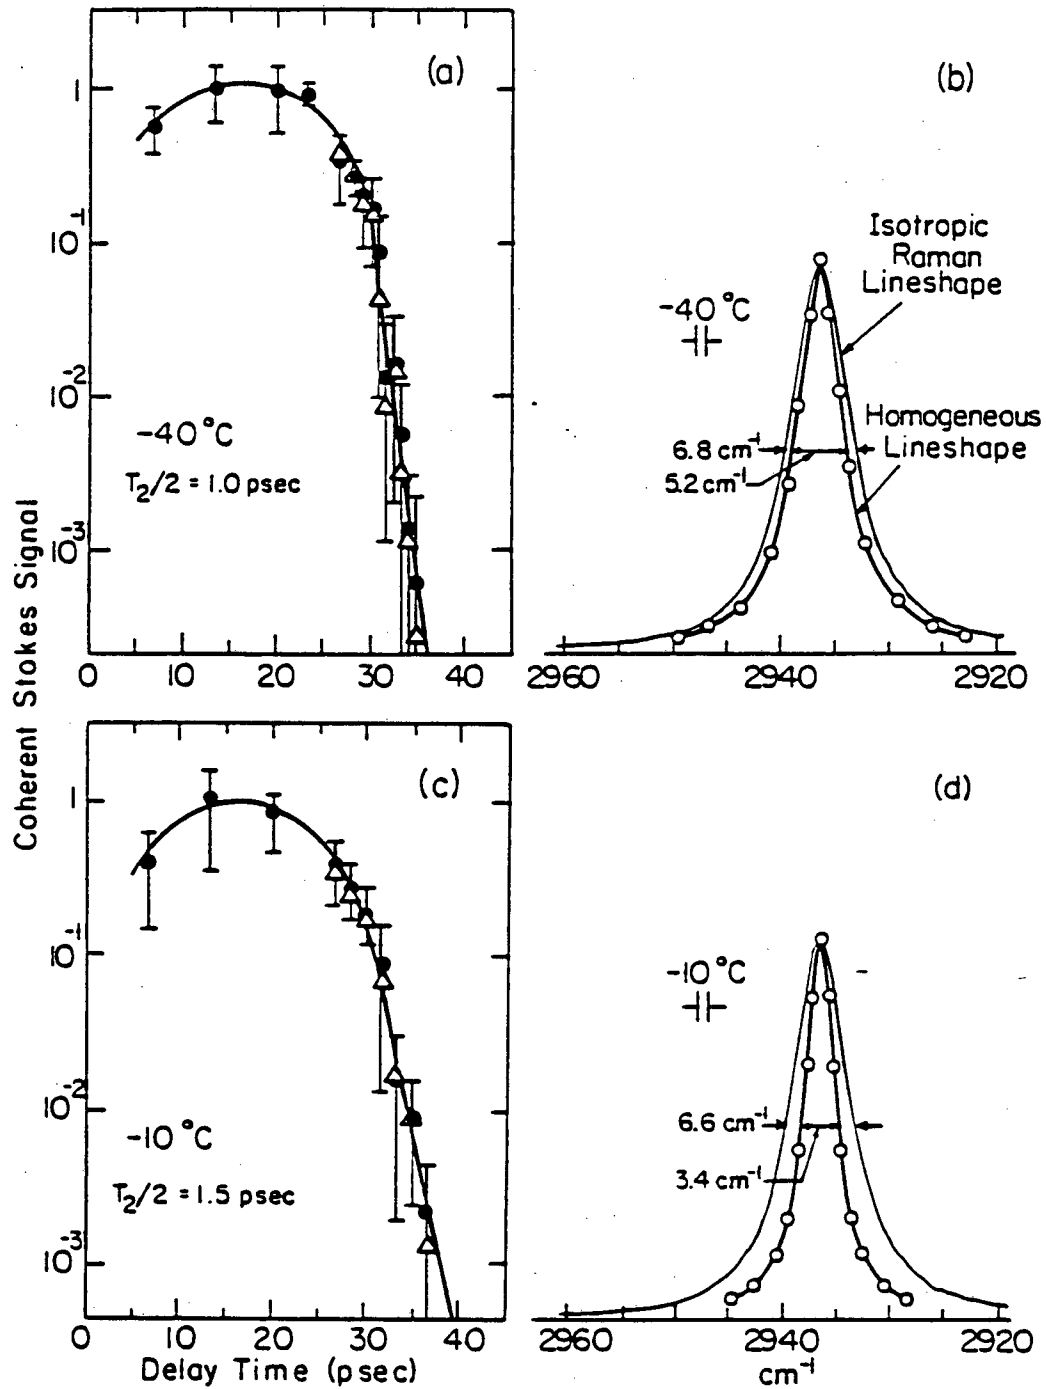 Coherent Stokes Signal
(a)
1
10⁻¹
10⁻²
10⁻³
-40°C
T₂/2 = 1.0 psec
0 10 20 30 40
(b)
Isotropic
Raman
Lineshape
-40°C
Homogeneous
Lineshape
6.8 cm⁻¹
5.2 cm⁻¹
2960 2940 2920
(c)
1
10⁻¹
10⁻²
10⁻³
-10°C
T₂/2 = 1.5 psec
0 10 20 30 40
Delay Time (psec)
(d)
-10°C
6.6 cm⁻¹
3.4 cm⁻¹
2960 2940 2920
cm⁻¹